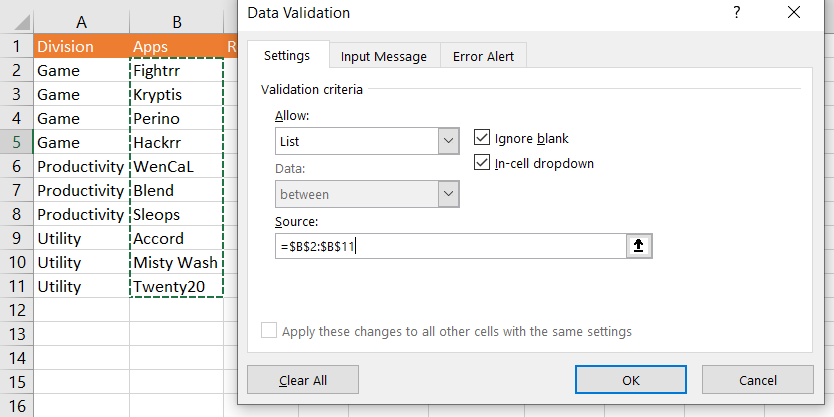 Data Validation ? ×
A B
1 Division Apps R
2 Game Fightrr
3 Game Kryptis
4 Game Perino
5 Game Hackrr
6 Productivity WenCaL
7 Productivity Blend
8 Productivity Sleops
9 Utility Accord
10 Utility Misty Wash
11 Utility Twenty20
12
13
14
15
16
Settings Input Message Error Alert
Validation criteria
Allow:
List Ignore blank
In-cell dropdown
Data:
between
Source:
=$B$2:$B$11
Apply these changes to all other cells with the same settings
Clear All OK Cancel